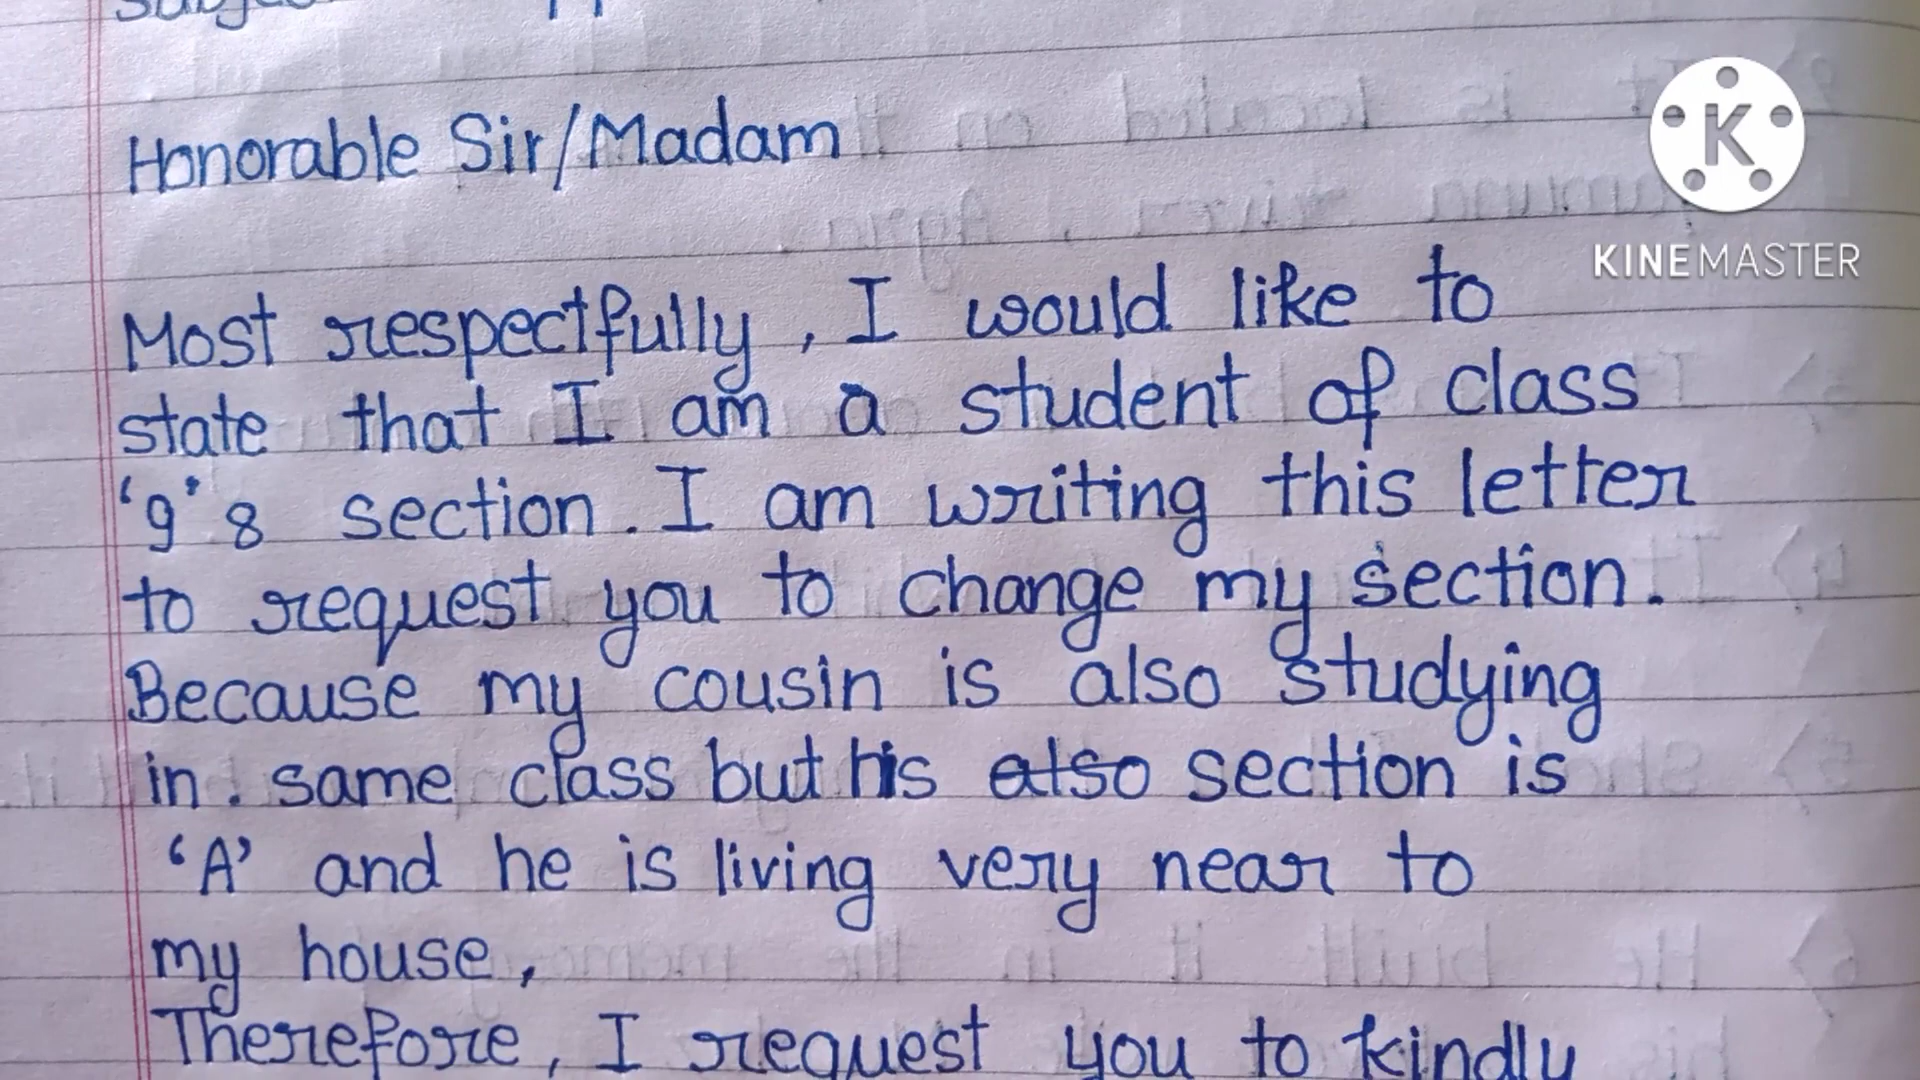 Honorable Sir/Madam
Most respectfully, I would like to
state that I am a student of class
'9' 8 section. I am writing this letter
to request you to change my section.
Because my cousin is also studying
in. same class but his also section is
'A' and he is living very near to
my house,
Therefore, I request you to kindly
K
KINEMASTER